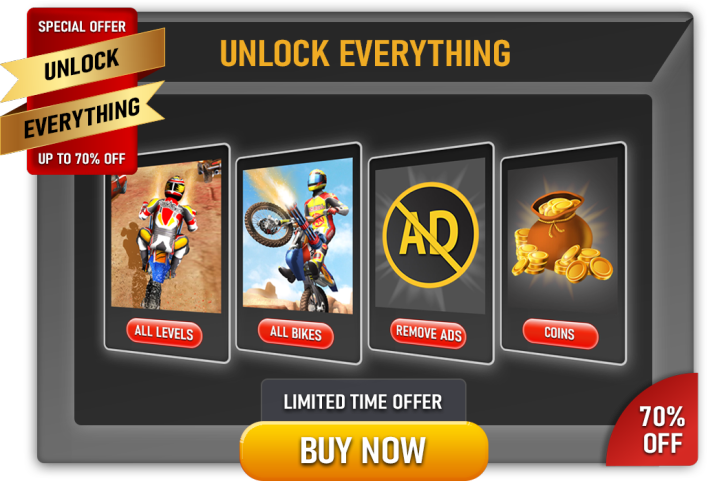 SPECIAL OFFER
UNLOCK
EVERYTHING
UP TO 70% OFF
UNLOCK EVERYTHING
ALL LEVELS
ALL BIKES
AD
REMOVE ADS
COINS
LIMITED TIME OFFER
BUY NOW
70%
OFF